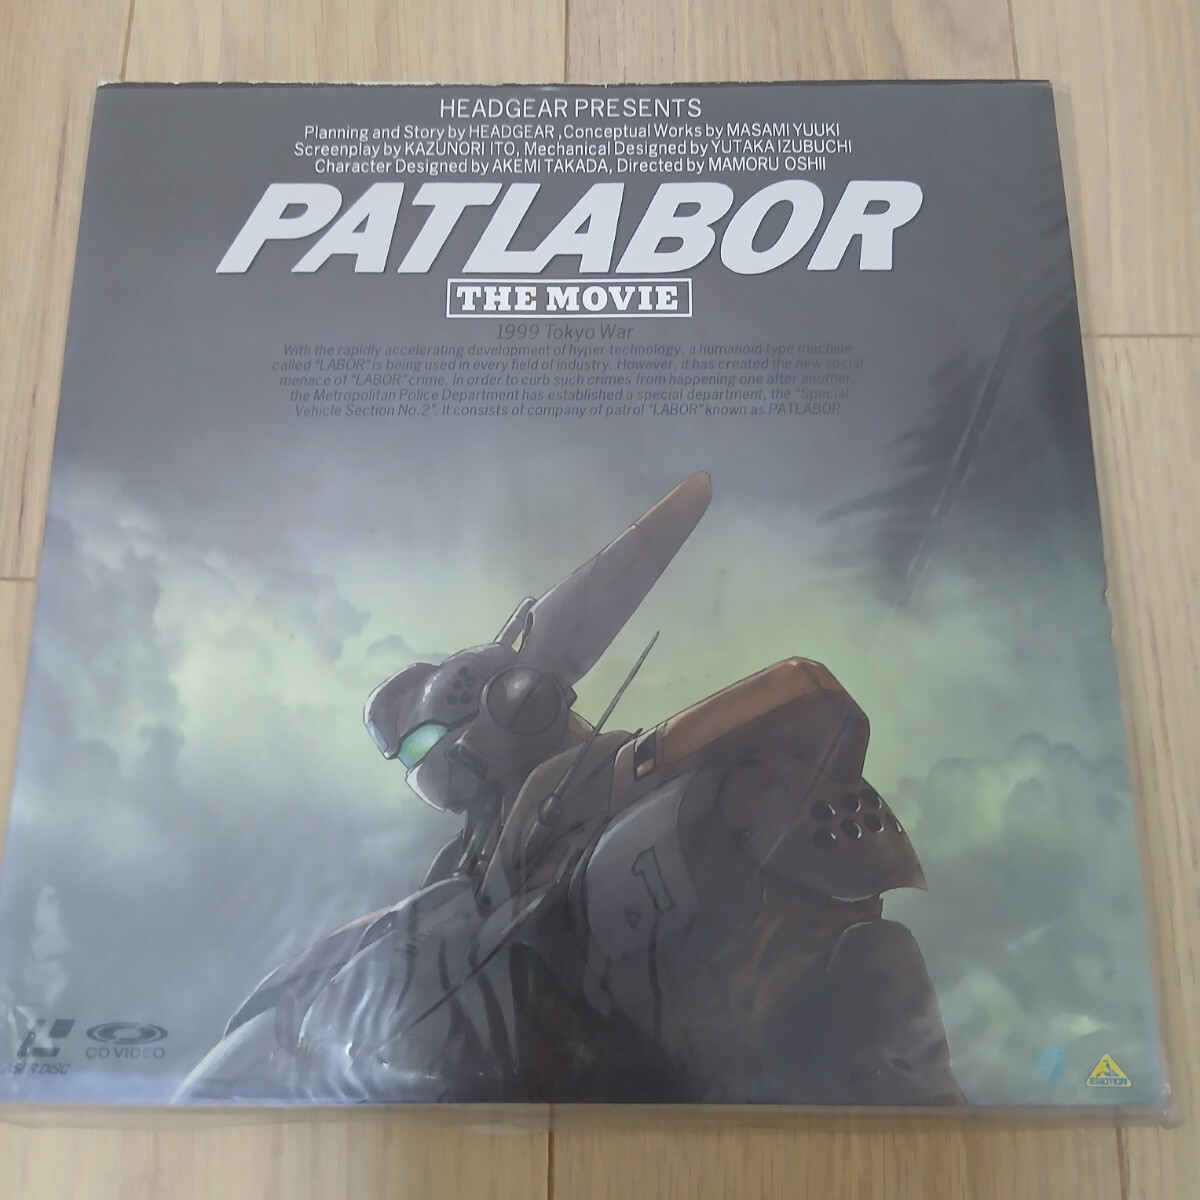 HEADGEAR PRESENTS
Planning and Story by HEADGEAR, Conceptual Works by MASAMI YUUKI
Screenplay by KAZUNORI ITO, Mechanical Designed by YUTAKA IZUBUCHI
Character Designed by AKEMI TAKADA, Directed by MAMORU OSHII
PATLABOR
THE MOVIE
1999 Tokyo War
With the rapidly accelerating development of hyper-technology, a humanoid-type machine
called "LABOR" is being used in every field of industry. However, it has created the new social
menace of "LABOR" crime. In order to curb such crimes from happening one after another,
the Metropolitan Police Department has established a special department, the "Special
Vehicle Section No.2". It consists of company of patrol "LABOR" known as PATLABOR.
1
CD VIDEO
LASER DISC
EMOTION